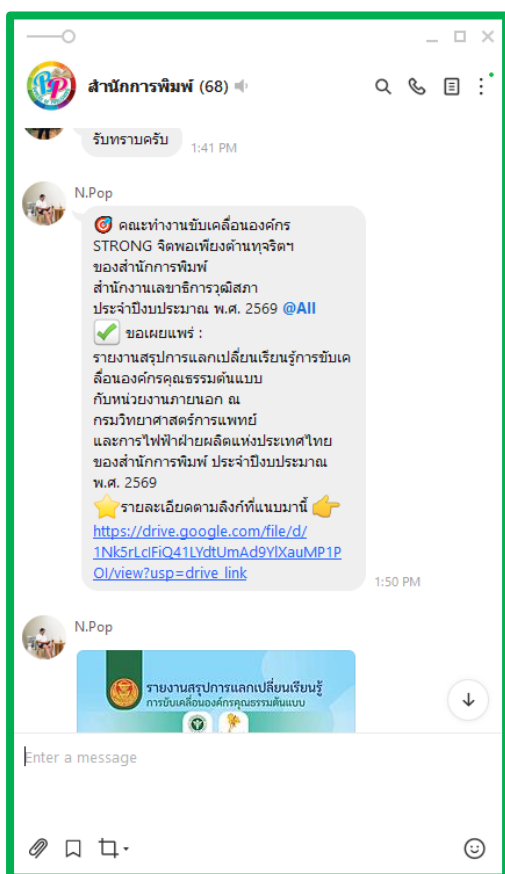 สำนักการพิมพ์ (68)
รับทราบครับ
1:41 PM
N.Pop
คณะทำงานขับเคลื่อนองค์กร
STRONG จิตพอเพียงต้านทุจริตฯ
ของสำนักการพิมพ์
สำนักงานเลขาธิการวุฒิสภา
ประจำปีงบประมาณ พ.ศ. 2569 @All
ขอเผยแพร่ :
รายงานสรุปการแลกเปลี่ยนเรียนรู้การขับเค
ลื่อนองค์กรคุณธรรมต้นแบบ
กับหน่วยงานภายนอก ณ
กรมวิทยาศาสตร์การแพทย์
และการไฟฟ้าฝ่ายผลิตแห่งประเทศไทย
ของสำนักการพิมพ์ ประจำปีงบประมาณ
พ.ศ. 2569
รายละเอียดตามลิงก์ที่แนบมานี้
https://drive.google.com/file/d/
1Nk5rLcIFiQ41LYdtUmAd9YlXauMP1P
OI/view?usp=drive_link
1:50 PM
N.Pop
รายงานสรุปการแลกเปลี่ยนเรียนรู้
การขับเคลื่อนองค์กรคุณธรรมต้นแบบ
Enter a message